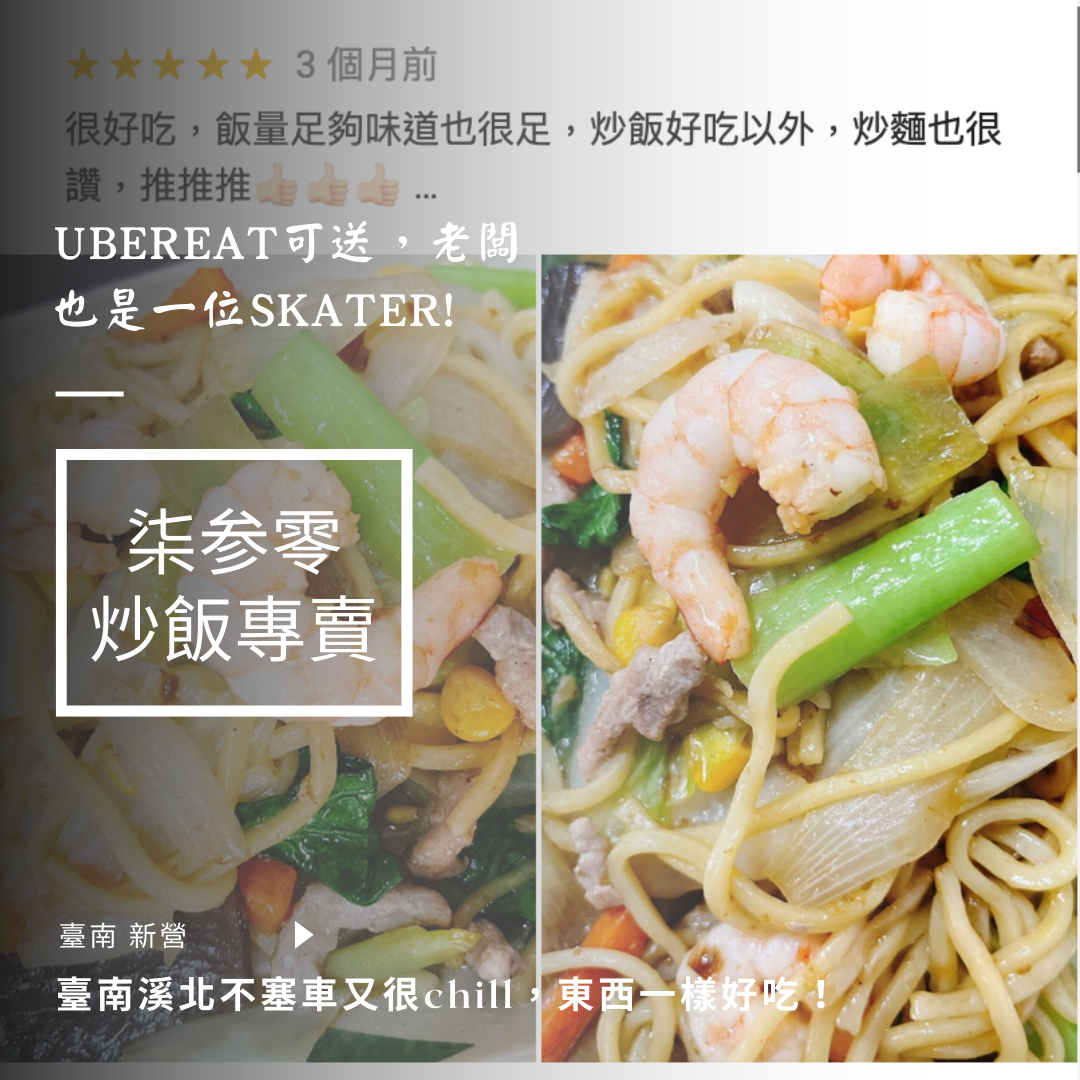 ★★★★★ 3 個月前
很好吃，飯量足夠味道也很足，炒飯好吃以外，炒麵也很
讚，推推推👍🏻👍🏻👍🏻 ...
UBEREAT可送，老闆
也是一位SKATER!
柒参零
炒飯專賣
臺南 新營
臺南溪北不塞車又很chill，東西一樣好吃！